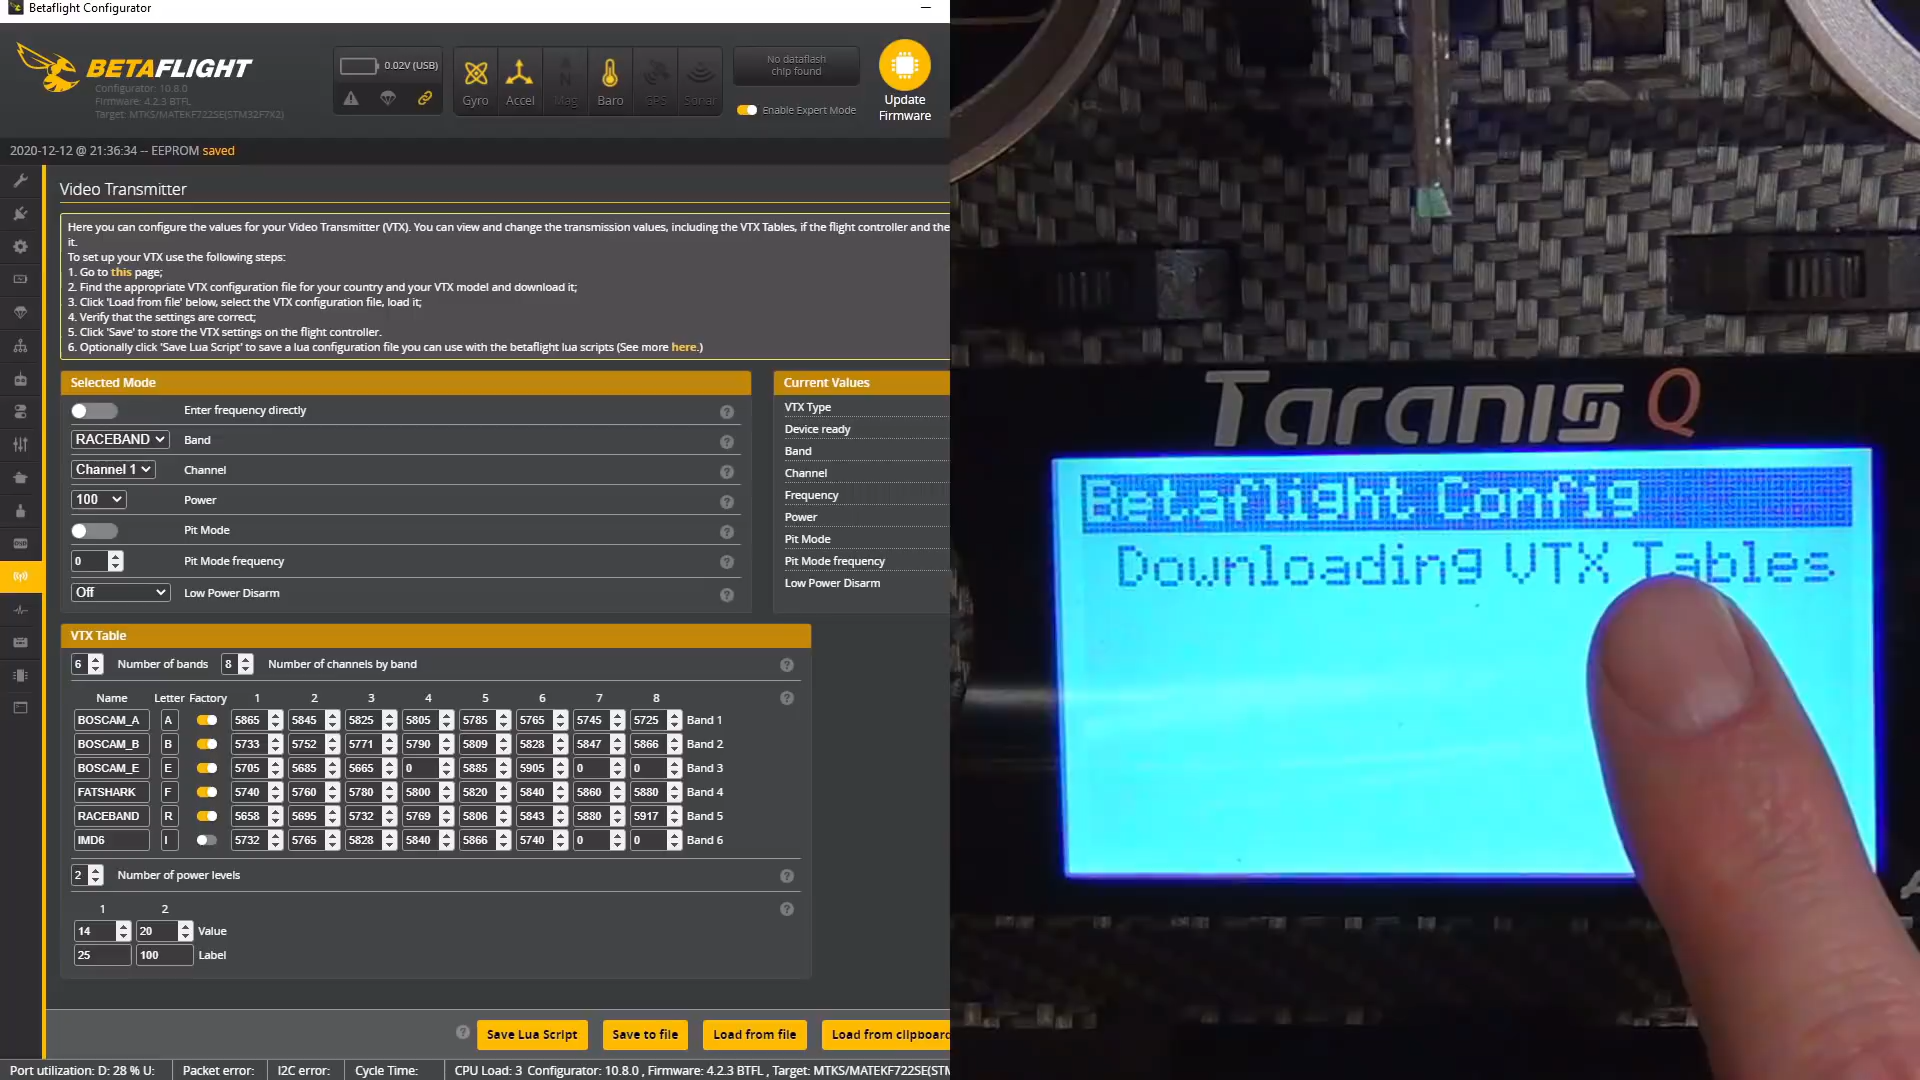 Betaflight Configurator
BETAFLIGHT
Configurator: 10.8.0
Firmware: 4.2.3 BTFL
Target: MTKS/MATEKF722SE(STM32F7X2)
0.02V (USB)
Gyro
Accel
Mag
Baro
GPS
Sonar
No dataflash
chip found
Enable Expert Mode
Update
Firmware
2020-12-12 @ 21:36:34 -- EEPROM saved
Video Transmitter
Here you can configure the values for your Video Transmitter (VTX). You can view and change the transmission values, including the VTX Tables, if the flight controller and the
it.
To set up your VTX use the following steps:
1. Go to this page;
2. Find the appropriate VTX configuration file for your country and your VTX model and download it;
3. Click 'Load from file' below, select the VTX configuration file, load it;
4. Verify that the settings are correct;
5. Click 'Save' to store the VTX settings on the flight controller.
6. Optionally click 'Save Lua Script' to save a lua configuration file you can use with the betaflight lua scripts (See more here.)
Selected Mode
Enter frequency directly
RACEBAND Band
Channel 1 Channel
100 Power
Pit Mode
0 Pit Mode frequency
Off Low Power Disarm
Current Values
VTX Type
Device ready
Band
Channel
Frequency
Power
Pit Mode
Pit Mode frequency
Low Power Disarm
VTX Table
6 Number of bands 8 Number of channels by band
Name Letter Factory 1 2 3 4 5 6 7 8
BOSCAM_A A 5865 5845 5825 5805 5785 5765 5745 5725 Band 1
BOSCAM_B B 5733 5752 5771 5790 5809 5828 5847 5866 Band 2
BOSCAM_E E 5705 5685 5665 0 5885 5905 0 0 Band 3
FATSHARK F 5740 5760 5780 5800 5820 5840 5860 5880 Band 4
RACEBAND R 5658 5695 5732 5769 5806 5843 5880 5917 Band 5
IMD6 I 5732 5765 5828 5840 5866 5740 0 0 Band 6
2 Number of power levels
1 2
14 20 Value
25 100 Label
Save Lua Script
Save to file
Load from file
Load from clipboard
Port utilization: D: 28 % U:
Packet error:
I2C error:
Cycle Time:
CPU Load: 3
Configurator: 10.8.0 , Firmware: 4.2.3 BTFL , Target: MTKS/MATEKF722SE(STM
Taranis Q
Betaflight Config
Downloading VTX Tables